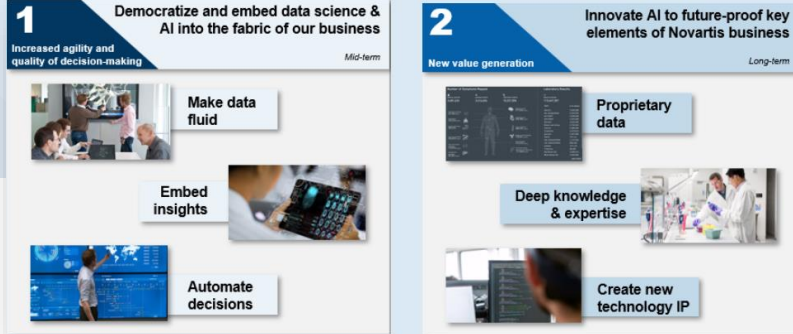 1
Democratize and embed data science &
AI into the fabric of our business
Increased agility and
quality of decision-making
Mid-term
Make data
fluid
Embed
insights
Automate
decisions
2
Innovate AI to future-proof key
elements of Novartis business
New value generation
Long-term
Proprietary
data
Deep knowledge
& expertise
Create new
technology IP